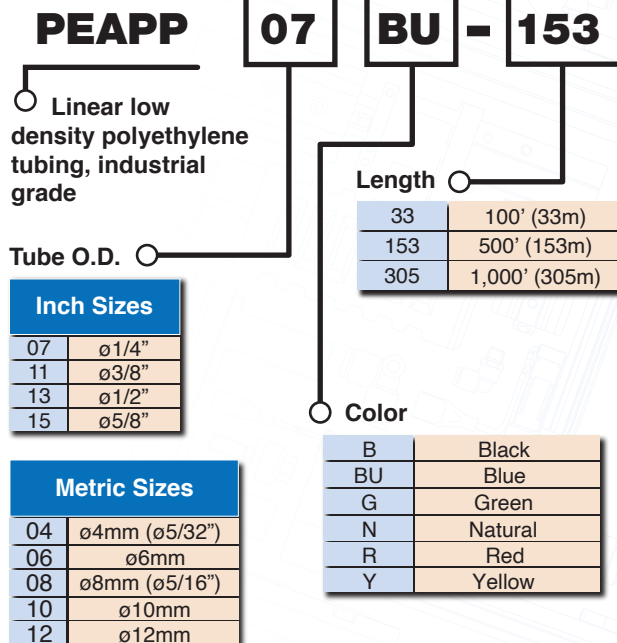 PEAPP 07 BU - 153
Linear low
density polyethylene
tubing, industrial
grade
Length
33 100’ (33m)
153 500’ (153m)
305 1,000’ (305m)
Tube O.D.
Inch Sizes
07 ø1/4”
11 ø3/8”
13 ø1/2”
15 ø5/8”
Color
B Black
BU Blue
G Green
N Natural
R Red
Y Yellow
Metric Sizes
04 ø4mm (ø5/32”)
06 ø6mm
08 ø8mm (ø5/16”)
10 ø10mm
12 ø12mm